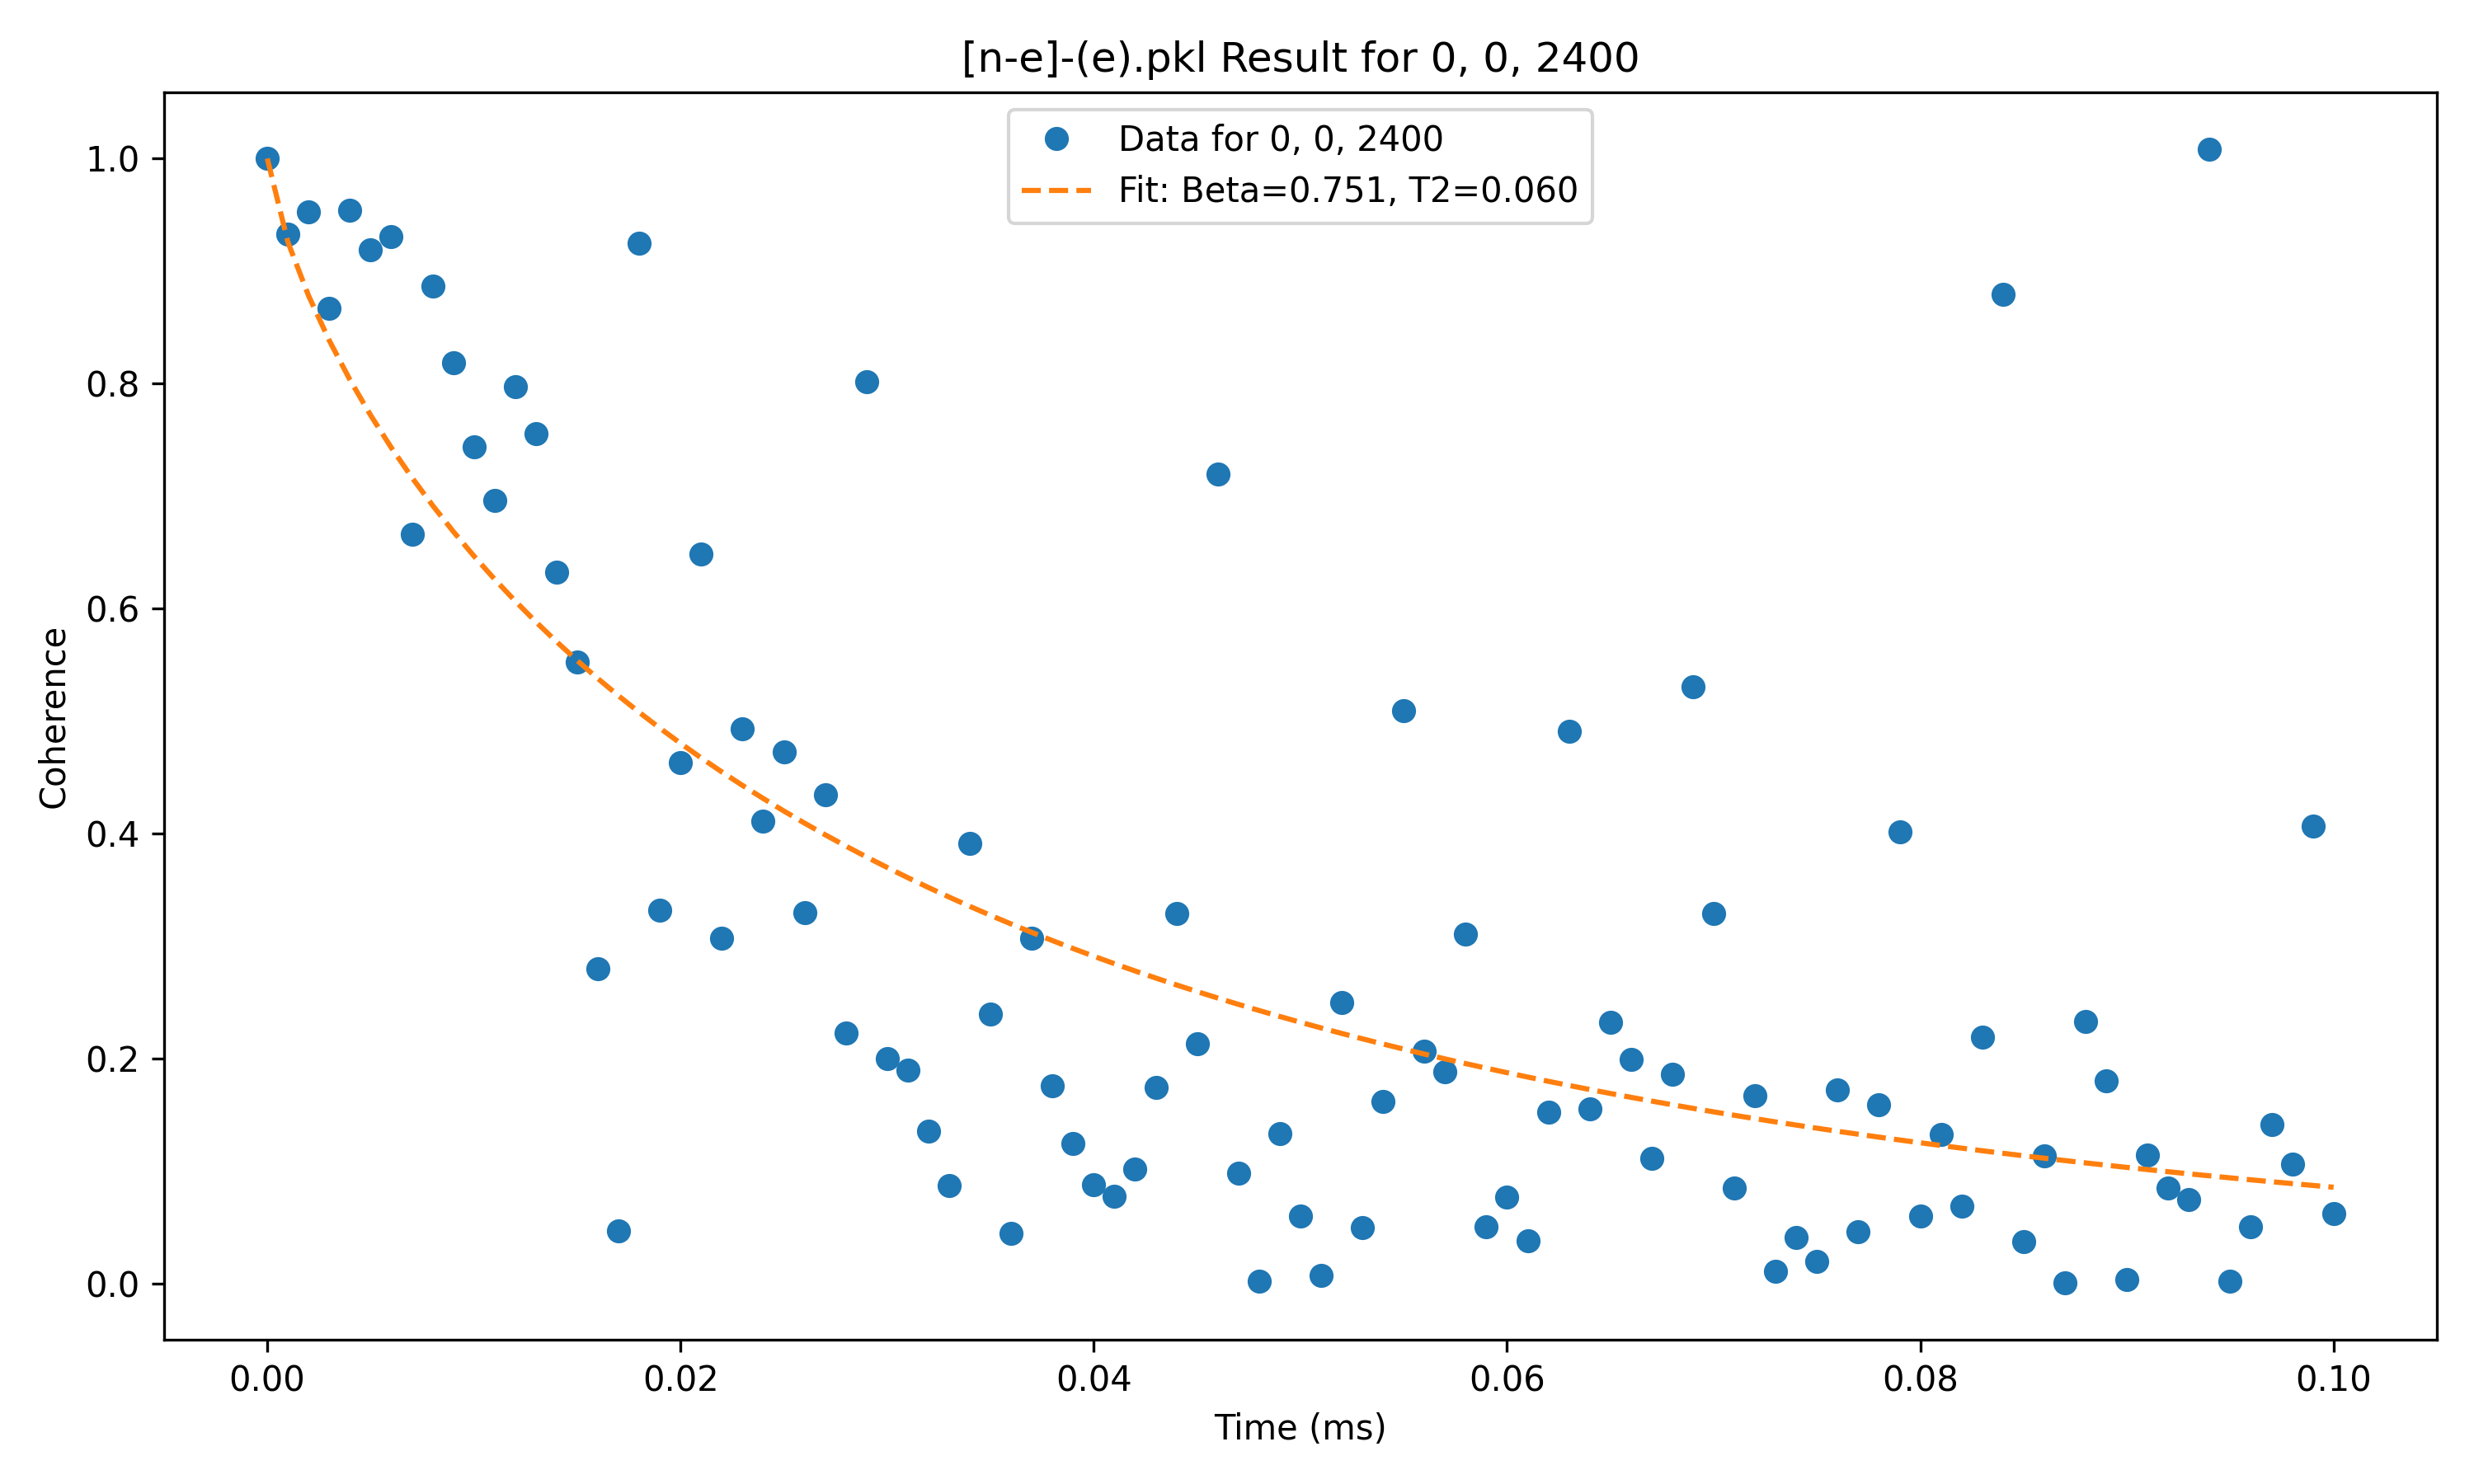 [n-e]-(e).pkl Result for 0, 0, 2400
Data for 0, 0, 2400
Fit: Beta=0.751, T2=0.060
1.0
0.8
0.6
0.4
0.2
0.0
Coherence
0.00 0.02 0.04 0.06 0.08 0.10
Time (ms)